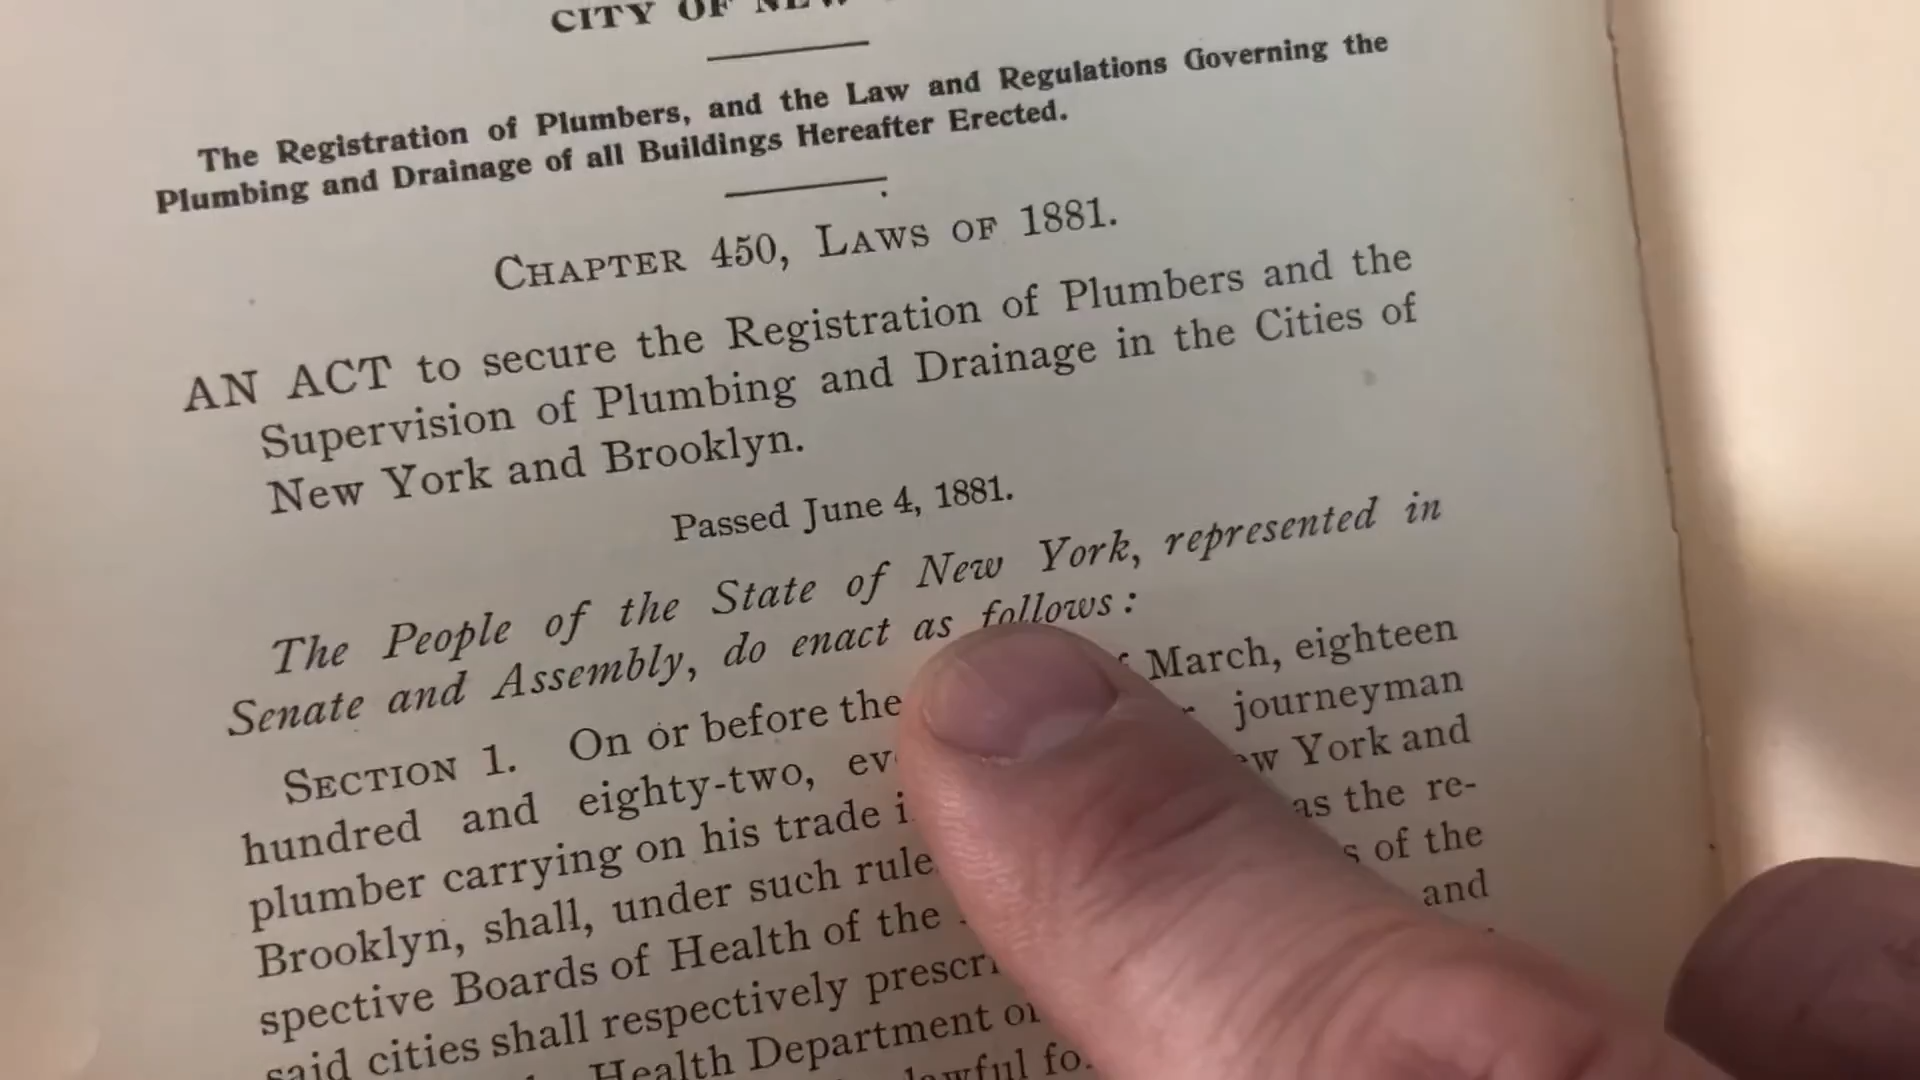 CITY OF NEW
The Registration of Plumbers, and the Law and Regulations Governing the
Plumbing and Drainage of all Buildings Hereafter Erected.
CHAPTER 450, LAWS OF 1881.
AN ACT to secure the Registration of Plumbers and the
Supervision of Plumbing and Drainage in the Cities of
New York and Brooklyn.
Passed June 4, 1881.
The People of the State of New York, represented in
Senate and Assembly, do enact as follows:
SECTION 1. On or before the March, eighteen
hundred and eighty-two, journeyman
plumber carrying on his trade York and
Brooklyn, shall, under such as the re-
spective Boards of Health of the of the
said cities shall respectively and
Health Department
lawful